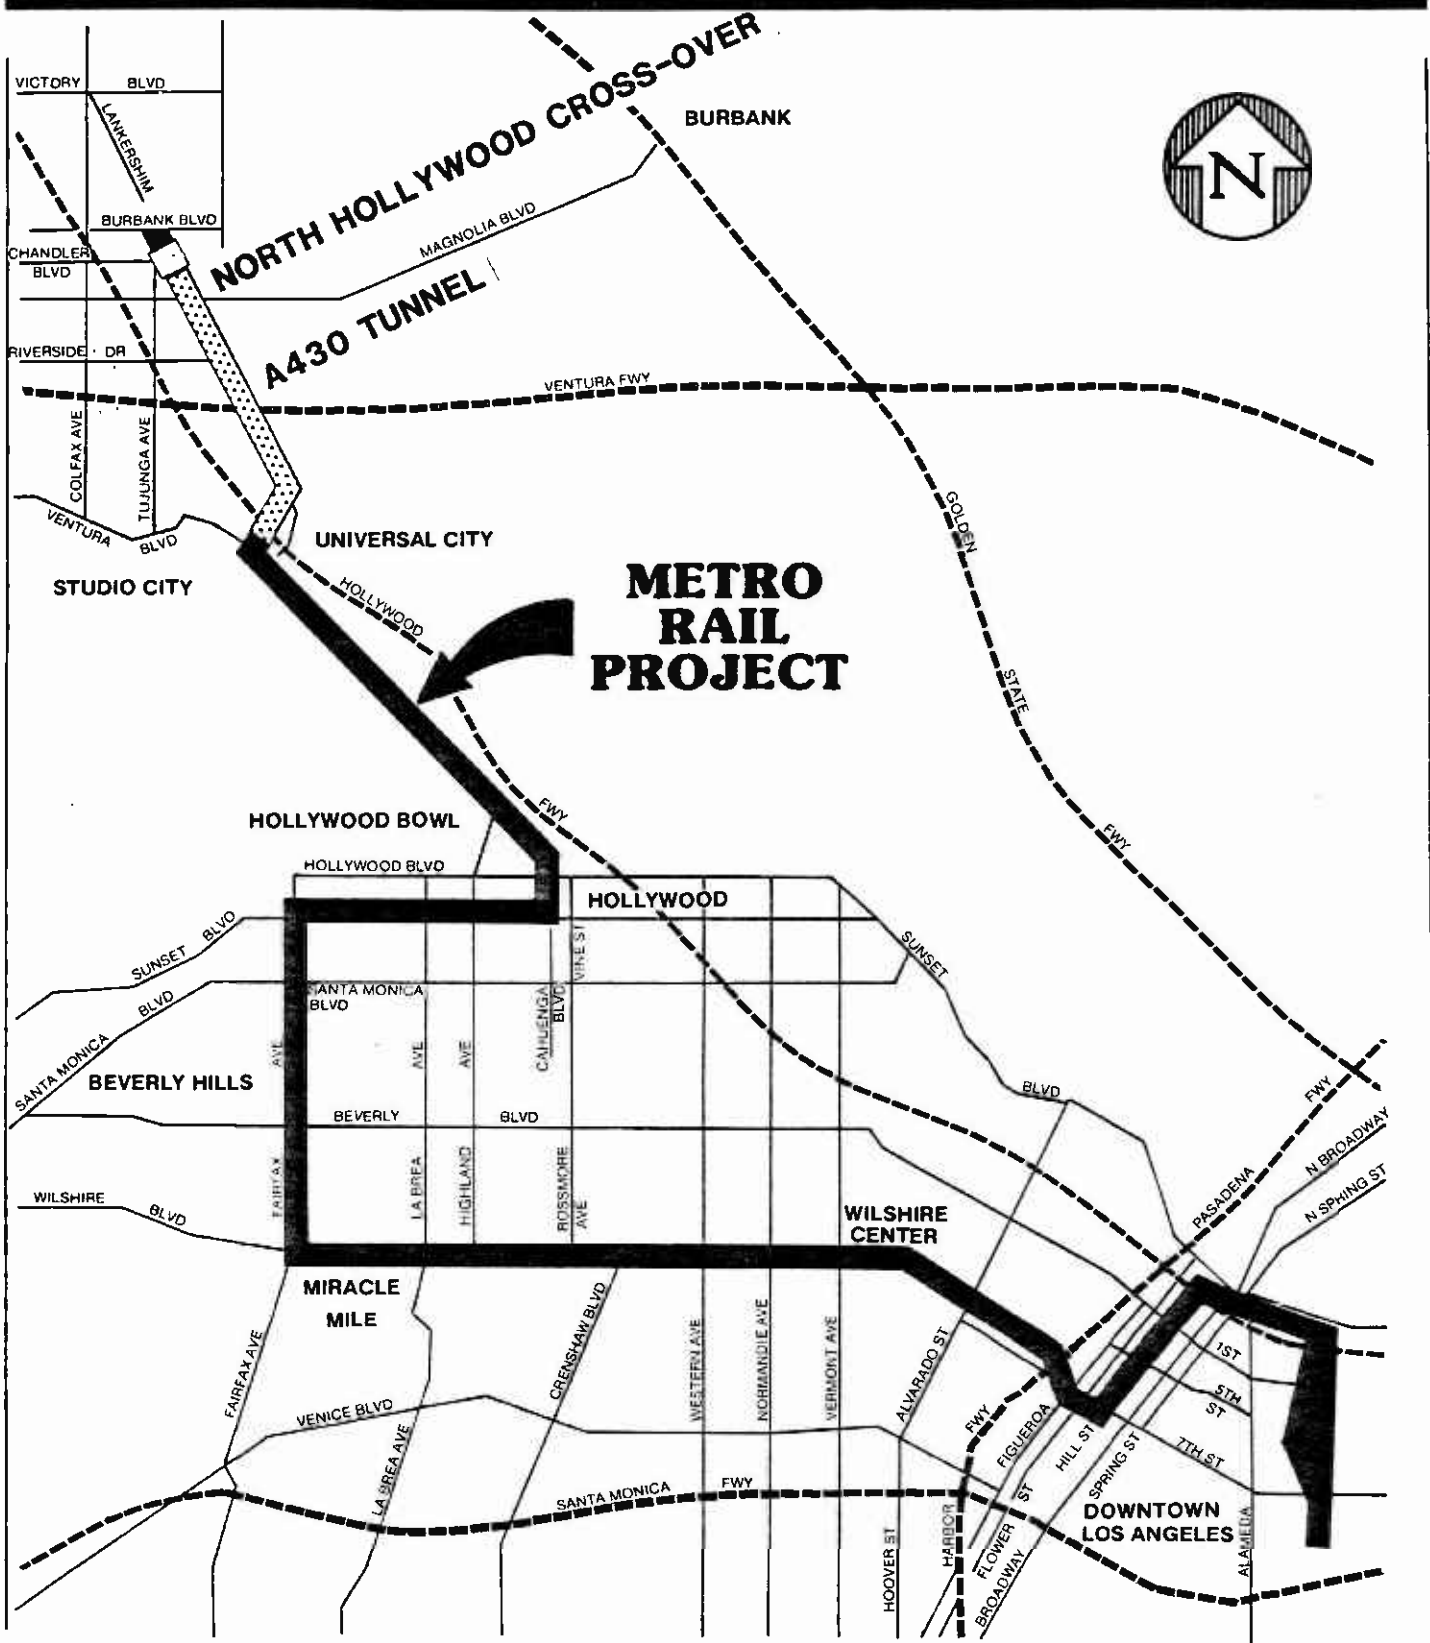 VICTORY BLVD
LANKERSHIM
NORTH HOLLYWOOD CROSS-OVER
BURBANK
N
BURBANK BLVD
MAGNOLIA BLVD
CHANDLER
BLVD
A430 TUNNEL
RIVERSIDE DR
VENTURA FWY
COLFAX AVE
TUJUNGA AVE
VENTURA BLVD
GOLDEN
STATE
FWY
UNIVERSAL CITY
STUDIO CITY
HOLLYWOOD
FWY
METRO
RAIL
PROJECT
HOLLYWOOD BOWL
HOLLYWOOD BLVD
HOLLYWOOD
SUNSET BLVD
SUNSET
BLVD
VINE ST
SANTA MONICA BLVD
SANTA MONICA
BLVD
CAHUENGA
BLVD
AVE
AVE
AVE
BEVERLY HILLS
BEVERLY BLVD
FAIRFAX
LA BREA
HIGHLAND
ROSSMORE
AVE
WILSHIRE BLVD
WILSHIRE
CENTER
PASADENA
FWY
N BROADWAY
N SPRING ST
MIRACLE
MILE
FAIRFAX AVE
CRENSHAW BLVD
WESTERN AVE
NORMANDIE AVE
VERMONT AVE
ALVARADO ST
1ST
5TH
ST
7TH ST
VENICE BLVD
LA BREA AVE
FWY
FIGUEROA
ST
HILL ST
SPRING ST
SANTA MONICA FWY
DOWNTOWN
LOS ANGELES
HOOVER ST
HARBOR
FLOWER
BROADWAY
ALAMEDA